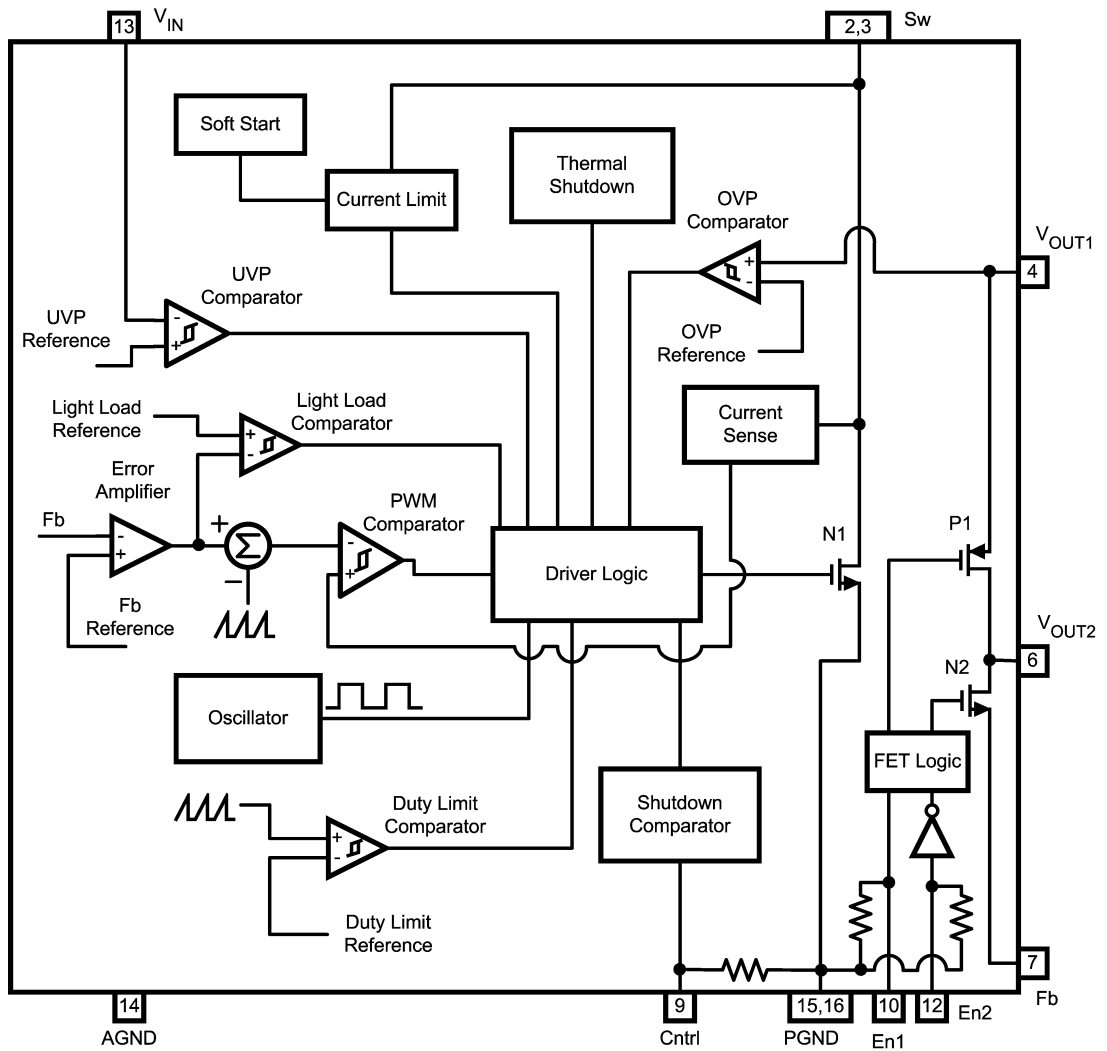 13
VIN
2,3
Sw
Soft Start
Thermal
Shutdown
Current Limit
OVP
Comparator
+
-
VOUT1
4
UVP
Comparator
UVP
Reference
-
+
OVP
Reference
Light Load
Reference
Light Load
Comparator
+
-
Current
Sense
Error
Amplifier
Fb
-
+
+
Σ
−
PWM
Comparator
-
+
Driver Logic
N1
P1
Fb
Reference
VOUT2
6
N2
Oscillator
FET Logic
Duty Limit
Comparator
+
-
Shutdown
Comparator
Duty Limit
Reference
7
Fb
14
AGND
9
Cntrl
15,16
PGND
10
En1
12
En2